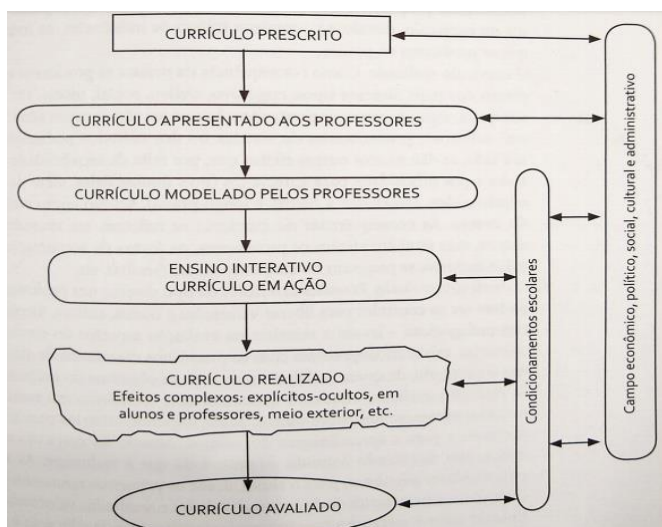 CURRÍCULO PRESCRITO
CURRÍCULO APRESENTADO AOS PROFESSORES
CURRÍCULO MODELADO PELOS PROFESSORES
ENSINO INTERATIVO
CURRÍCULO EM AÇÃO
CURRÍCULO REALIZADO
Efeitos complexos: explícitos-ocultos, em
alunos e professores, meio exterior, etc.
CURRÍCULO AVALIADO
Condicionamentos escolares
Campo econômico, político, social, cultural e administrativo